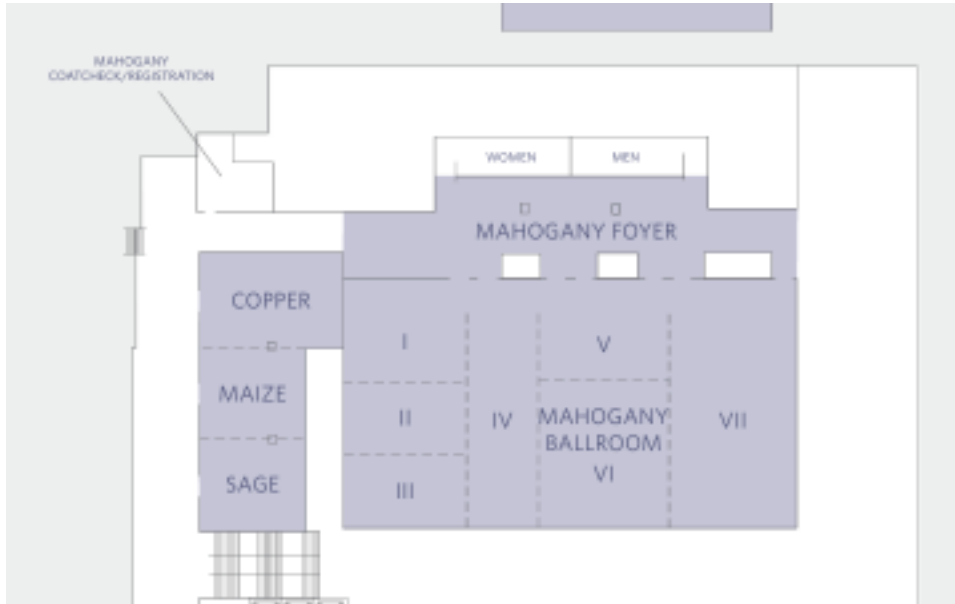 MAHOGANY
COATCHECK/REGISTRATION
WOMEN
MEN
MAHOGANY FOYER
COPPER
MAIZE
SAGE
I
II
III
IV
V
MAHOGANY
BALLROOM
VI
VII